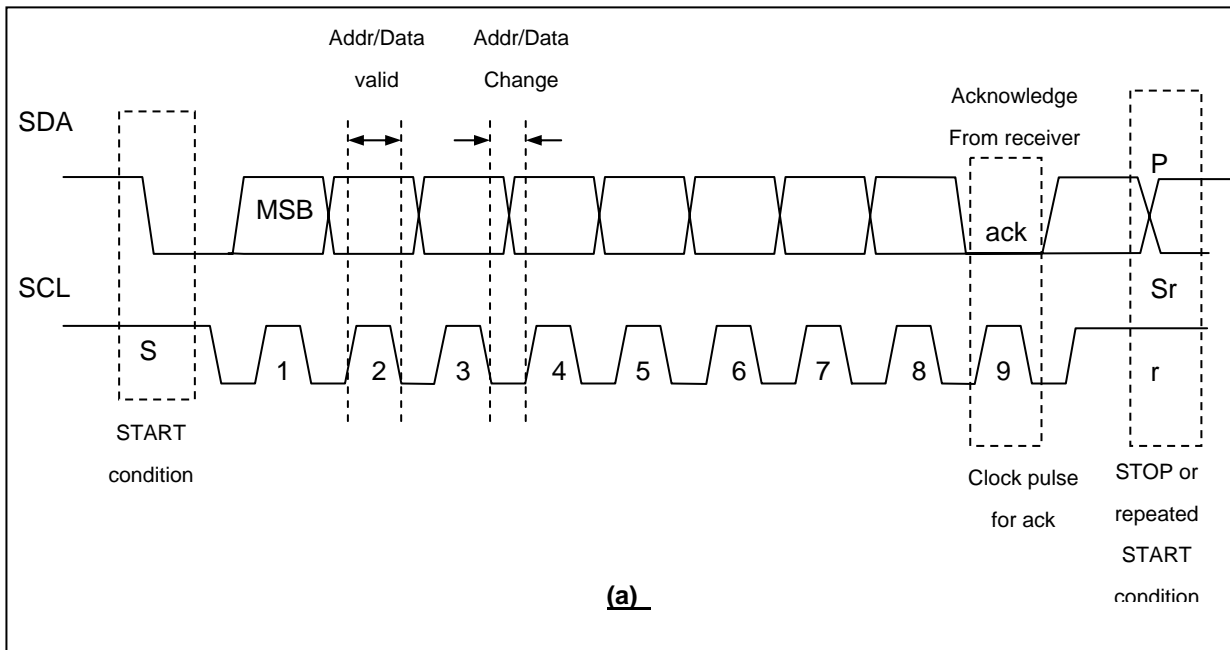 Addr/Data
valid
Addr/Data
Change
Acknowledge
From receiver
SDA
P
MSB
ack
SCL
Sr
S
1
2
3
4
5
6
7
8
9
r
START
condition
Clock pulse
for ack
STOP or
repeated
START
condition
(a)